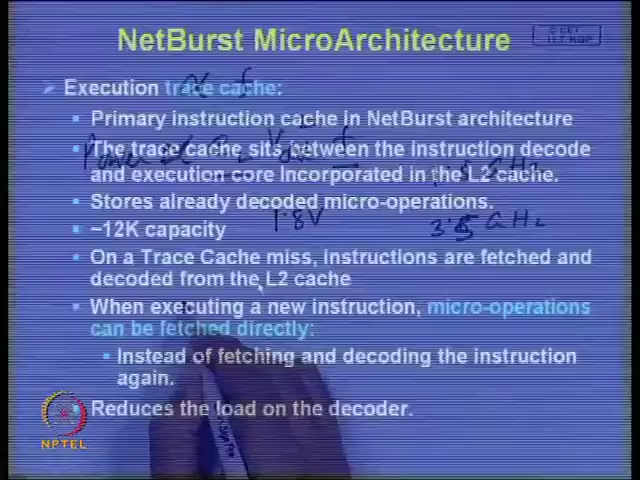 NetBurst MicroArchitecture
Execution trace cache:
Primary instruction cache in NetBurst architecture
The trace cache sits between the instruction decode
and execution core Incorporated in the L2 cache.
Stores already decoded micro-operations.
1.8V
~12K capacity
3.5 GHz
On a Trace Cache miss, instructions are fetched and
decoded from the L2 cache
When executing a new instruction, micro-operations
can be fetched directly:
Instead of fetching and decoding the instruction
again.
Reduces the load on the decoder.
NPTEL